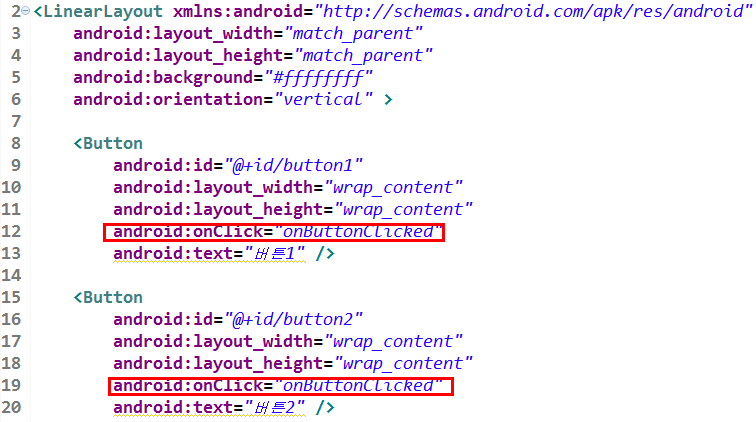 2 <LinearLayout xmlns:android="http://schemas.android.com/apk/res/android"
3 android:layout_width="match_parent"
4 android:layout_height="match_parent"
5 android:background="#ffffffff"
6 android:orientation="vertical" >
7
8 <Button
9 android:id="@+id/button1"
10 android:layout_width="wrap_content"
11 android:layout_height="wrap_content"
12 android:onClick="onButtonClicked"
13 android:text="버튼1" />
14
15 <Button
16 android:id="@+id/button2"
17 android:layout_width="wrap_content"
18 android:layout_height="wrap_content"
19 android:onClick="onButtonClicked"
20 android:text="버튼2" />